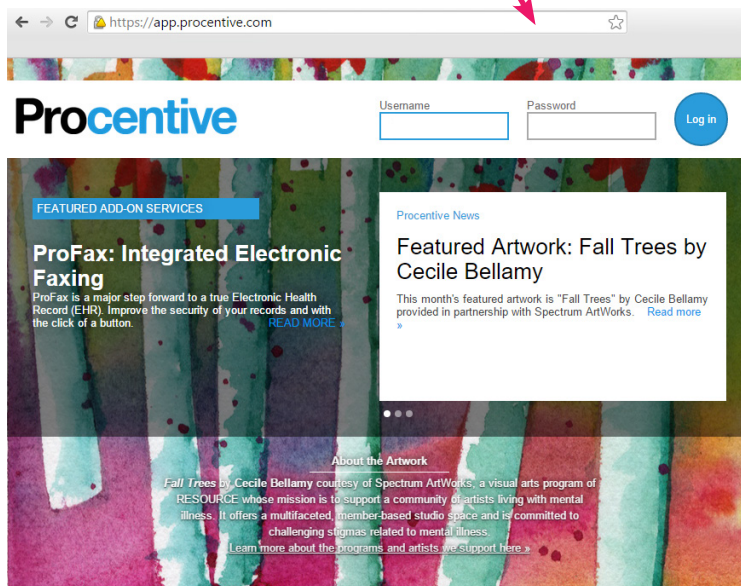 https://app.procentive.com
Procentive
Username
Password
Log in
FEATURED ADD-ON SERVICES
ProFax: Integrated Electronic
Faxing
ProFax is a major step forward to a true Electronic Health
Record (EHR). Improve the security of your records and with
the click of a button.
READ MORE »
Procentive News
Featured Artwork: Fall Trees by
Cecile Bellamy
This month's featured artwork is "Fall Trees" by Cecile Bellamy
provided in partnership with Spectrum ArtWorks. Read more
»
About the Artwork
Fall Trees by Cecile Bellamy courtesy of Spectrum ArtWorks, a visual arts program of
RESOURCE whose mission is to support a community of artists living with mental
illness. It offers a multifaceted, member-based studio space and is committed to
challenging stigmas related to mental illness.
Learn more about the programs and artists we support here »